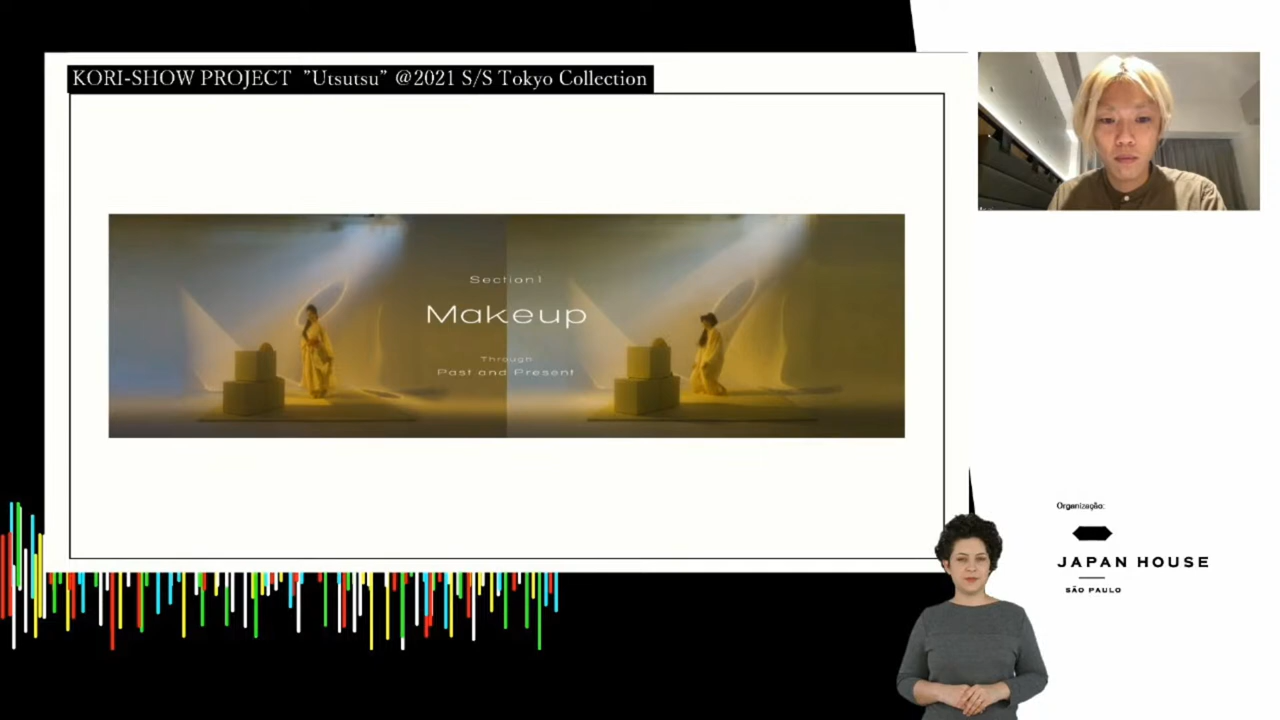 KORI-SHOW PROJECT "Utsutsu" @2021 S/S Tokyo Collection
Section1
Makeup
Through
Past and Present
Organização:
JAPAN HOUSE
SÃO PAULO